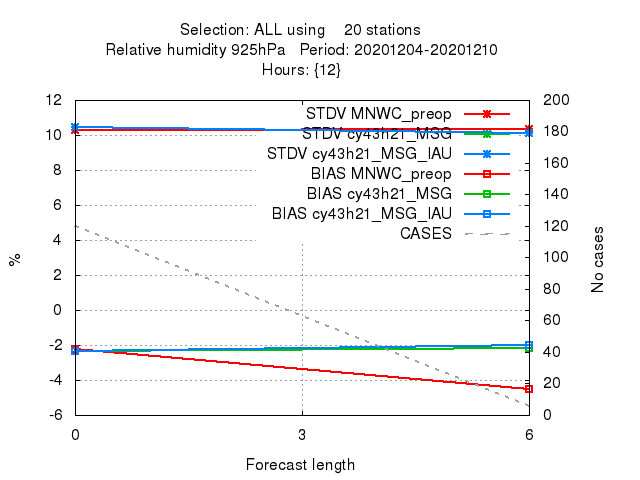 Selection: ALL using 20 stations
Relative humidity 925hPa Period: 20201204-20201210
Hours: {12}
12
10
8
6
4
2
0
-2
-4
-6
%
200
180
160
140
120
100
80
60
40
20
0
No cases
STDV MNWC_preop
STDV cy43h21_MSG
STDV cy43h21_MSG_IAU
BIAS MNWC_preop
BIAS cy43h21_MSG
BIAS cy43h21_MSG_IAU
CASES
0 3 6
Forecast length